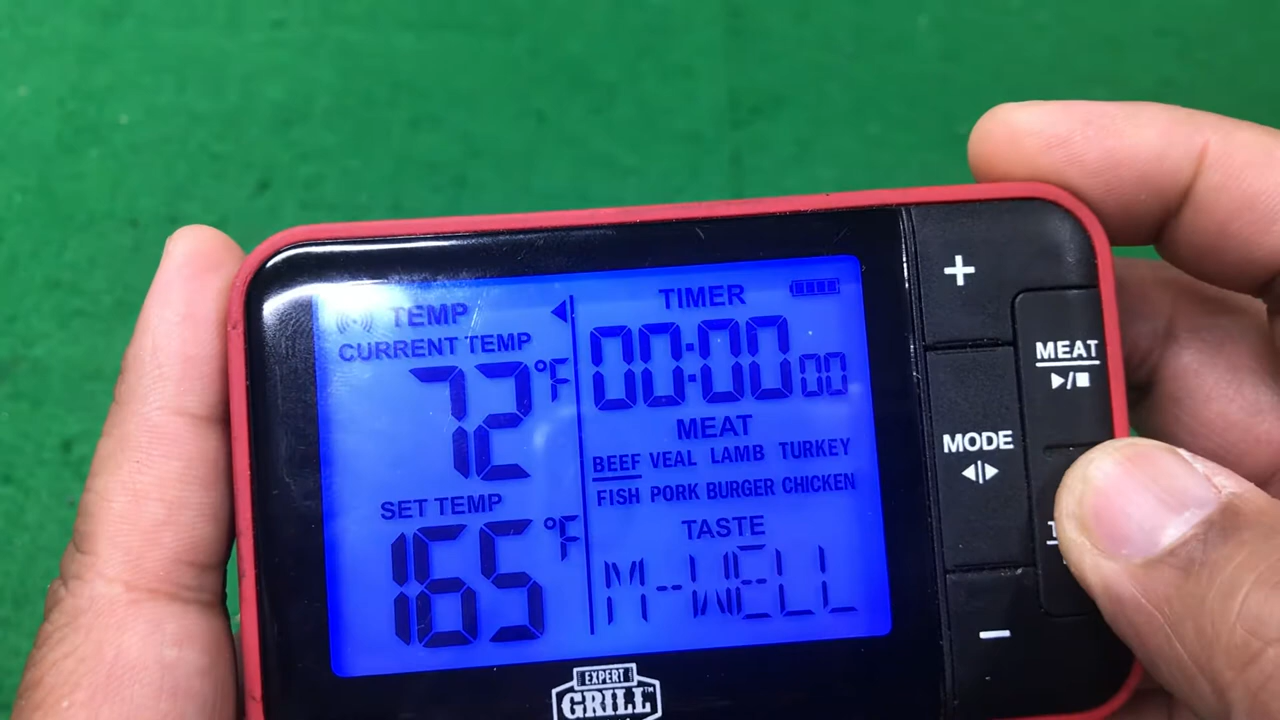 TEMP
CURRENT TEMP
72°F
SET TEMP
165°F
TIMER
00:00 00
MEAT
BEEF VEAL LAMB TURKEY
FISH PORK BURGER CHICKEN
TASTE
M-WELL
+
MEAT
MODE
−
EXPERT
GRILL™